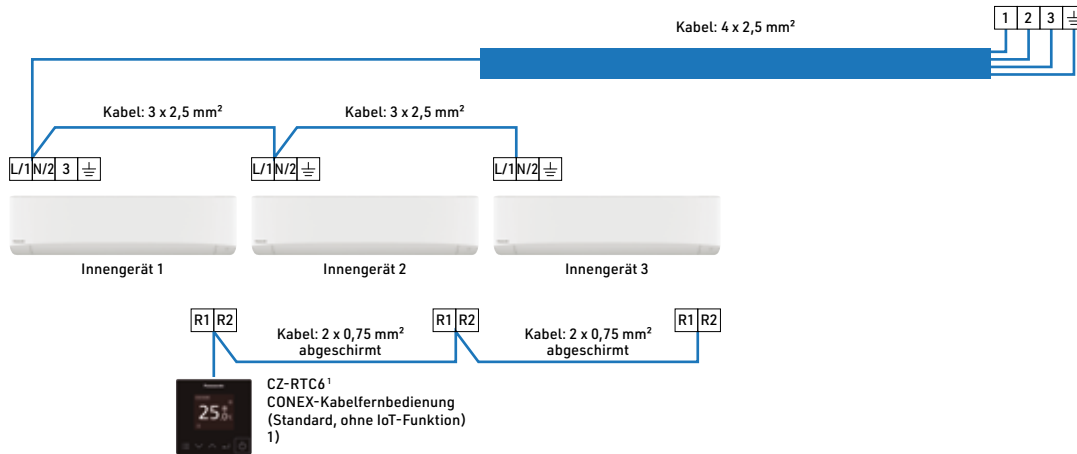 Kabel: 4 x 2,5 mm²
1 2 3 ⏚
Kabel: 3 x 2,5 mm²
Kabel: 3 x 2,5 mm²
L/1 N/2 3 ⏚
L/1 N/2 ⏚
L/1 N/2 ⏚
Innengerät 1
Innengerät 2
Innengerät 3
R1 R2
R1 R2
R1 R2
Kabel: 2 x 0,75 mm²
abgeschirmt
Kabel: 2 x 0,75 mm²
abgeschirmt
Panasonic
25
CZ-RTC6¹
CONEX-Kabelfernbedienung
(Standard, ohne IoT-Funktion)
1)